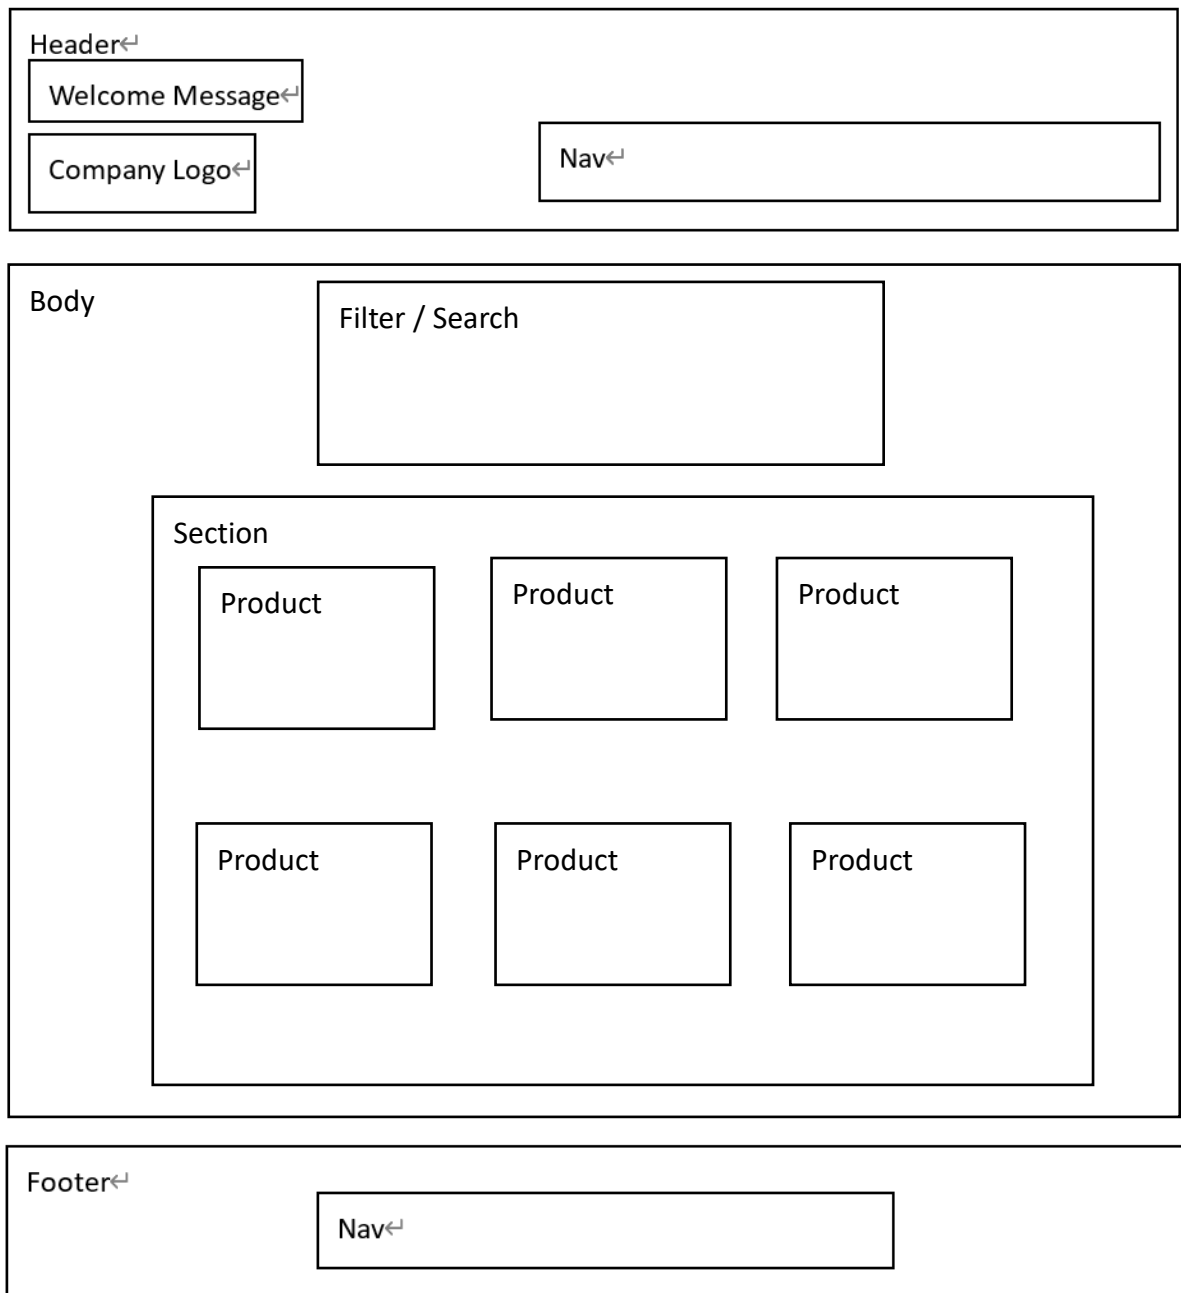 Header
Welcome Message
Company Logo
Nav
Body
Filter / Search
Section
Product
Product
Product
Product
Product
Product
Footer
Nav